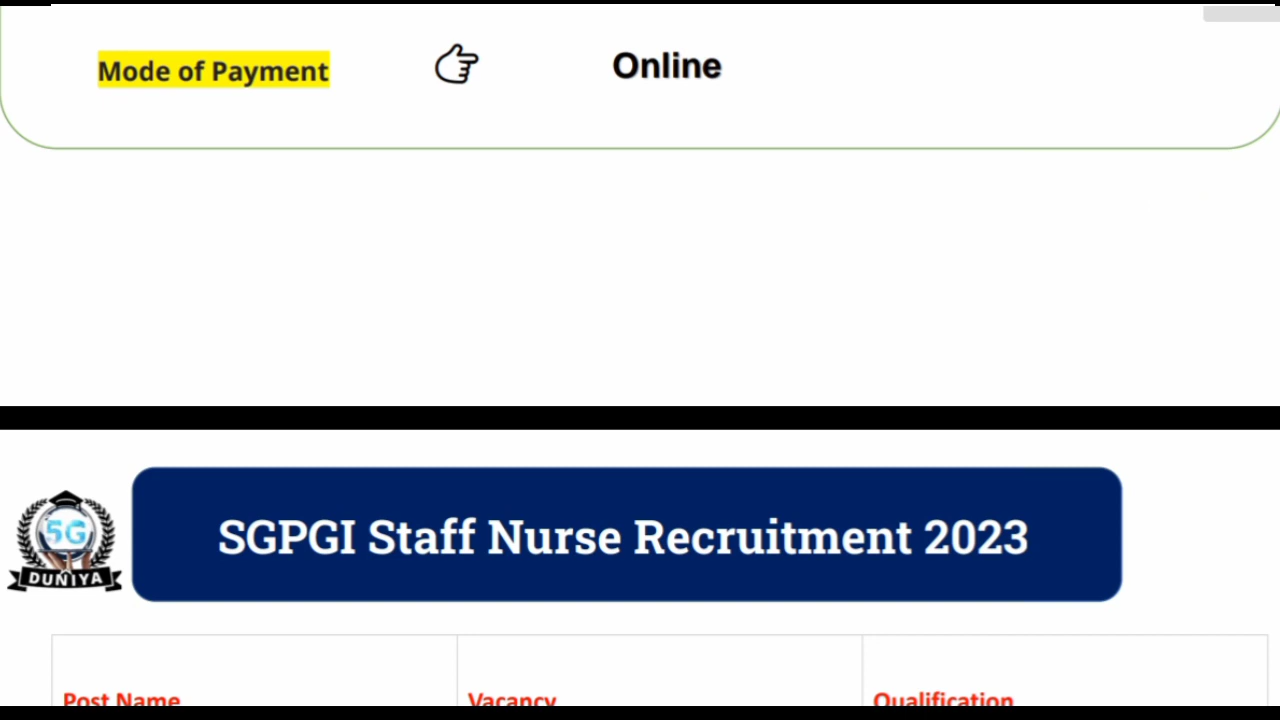 Mode of Payment Online
SGPGI Staff Nurse Recruitment 2023
5G
DUNIYA
Post Name Vacancy Qualification